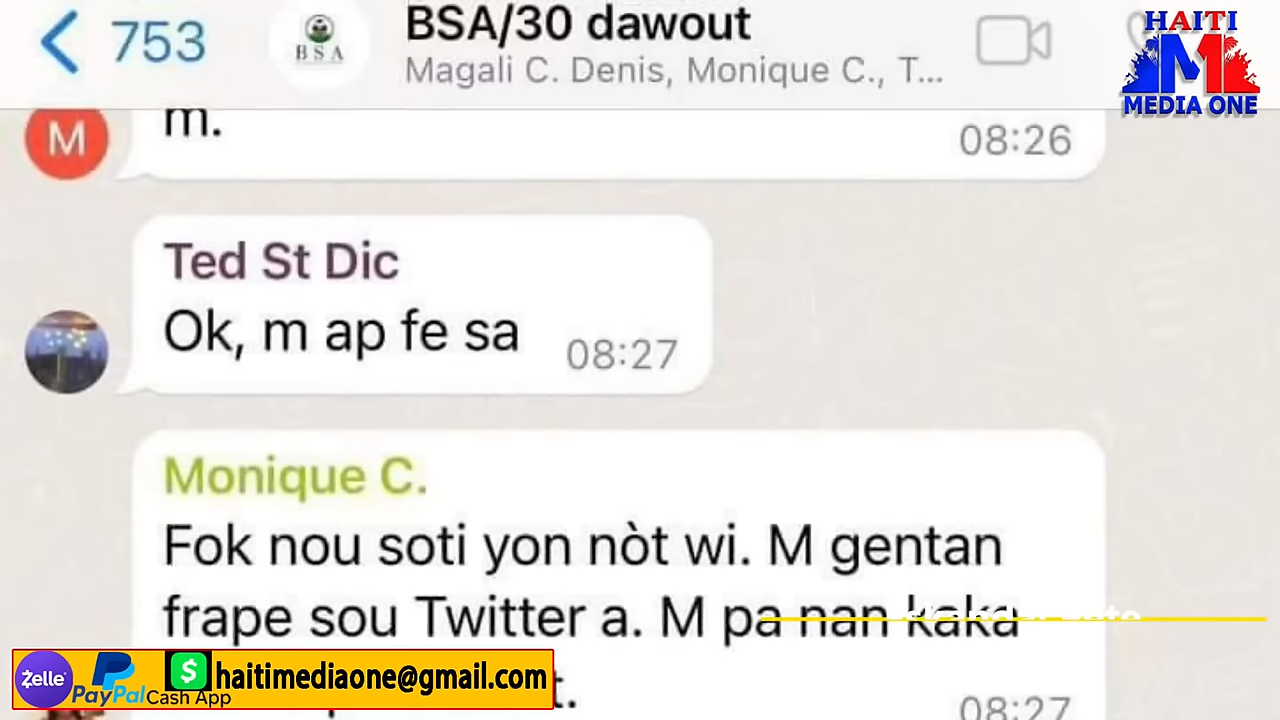 753
BSA
BSA/30 dawout
Magali C. Denis, Monique C., T...
HAITI
M
MEDIA ONE
M
m.
08:26
Ted St Dic
Ok, m ap fe sa
08:27
Monique C.
Fok nou soti yon nòt wi. M gentan
frape sou Twitter a. M pa nan kaka
t.
08:27
Zelle
PayPal
$
Cash App
haitimediaone@gmail.com